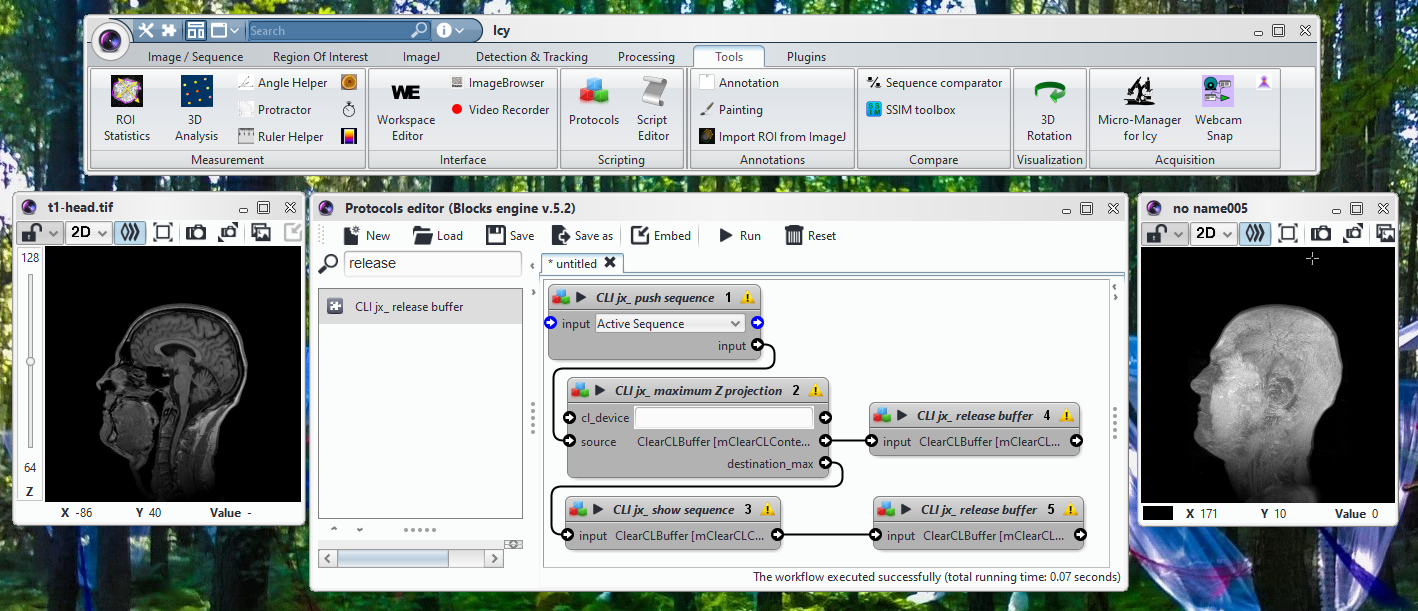 Search
Icy
Image / Sequence Region Of Interest ImageJ Detection & Tracking Processing Tools Plugins
ROI Statistics
3D Analysis
Angle Helper
Protractor
Ruler Helper
Measurement
WE
Workspace Editor
ImageBrowser
Video Recorder
Interface
Protocols
Script Editor
Scripting
Annotation
Painting
Import ROI from ImageJ
Annotations
Sequence comparator
SSIM toolbox
Compare
3D Rotation
Visualization
Micro-Manager for Icy
Webcam Snap
Acquisition
t1-head.tif
2D
128
64
Z
X -86 Y 40 Value -
Protocols editor (Blocks engine v.5.2)
New Load Save Save as Embed Run Reset
release
CLI jx_ release buffer
* untitled
CLI jx_ push sequence 1
input Active Sequence
input
CLI jx_ maximum Z projection 2
cl_device
source ClearCLBuffer [mClearCLConte...
destination_max
CLI jx_ release buffer 4
input ClearCLBuffer [mClearCL...
CLI jx_ show sequence 3
input ClearCLBuffer [mClearCLC...
CLI jx_ release buffer 5
input ClearCLBuffer [mClearCL...
The workflow executed successfully (total running time: 0.07 seconds)
no name005
2D
X 171 Y 10 Value 0